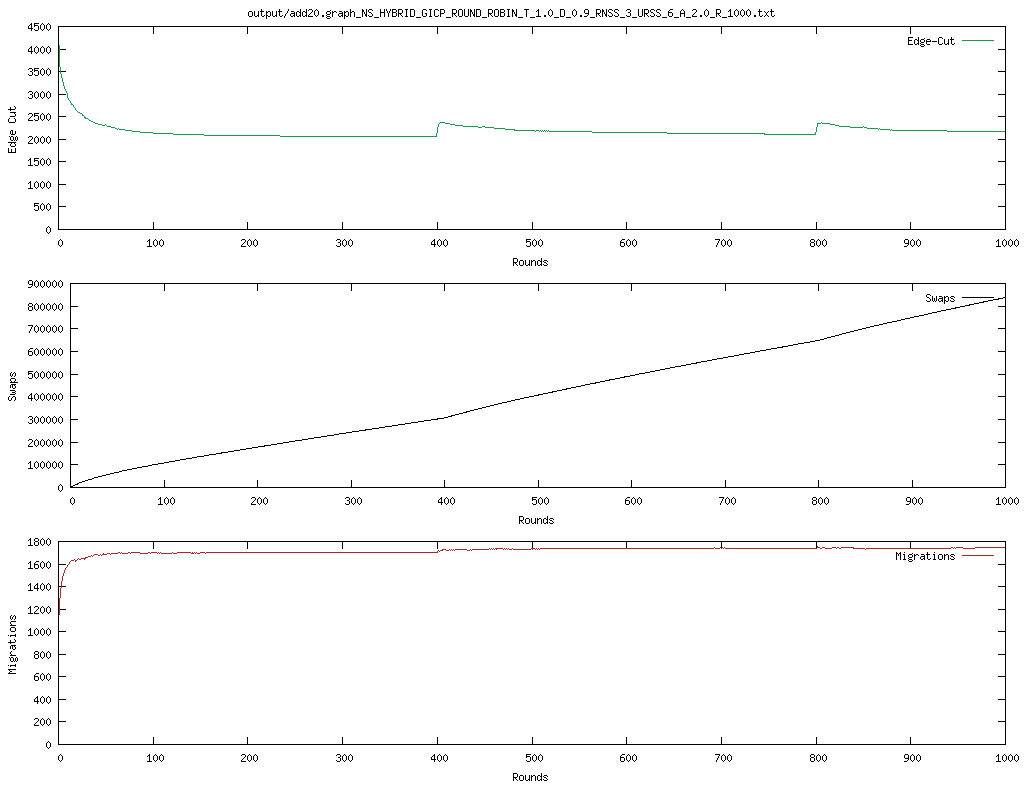 output/add20.graph_NS_HYBRID_GICP_ROUND_ROBIN_T_1.0_D_0.9_RNSS_3_URSS_6_A_2.0_R_1000.txt
4500
Edge-Cut
4000
3500
3000
2500
2000
1500
1000
500
0
Edge Cut
0 100 200 300 400 500 600 700 800 900 1000
Rounds
900000
Swaps
800000
700000
600000
500000
400000
300000
200000
100000
0
Swaps
0 100 200 300 400 500 600 700 800 900 1000
Rounds
1800
Migrations
1600
1400
1200
1000
800
600
400
200
0
Migrations
0 100 200 300 400 500 600 700 800 900 1000
Rounds